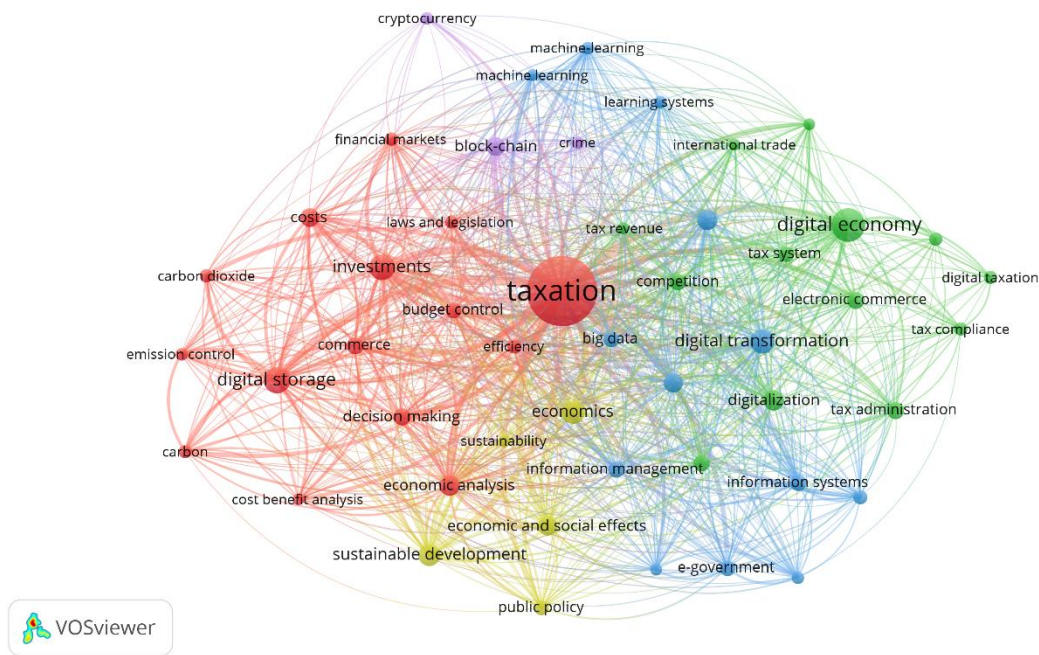 cryptocurrency
machine-learning
machine learning
learning systems
financial markets
block-chain
crime
international trade
costs
laws and legislation
tax revenue
digital economy
tax system
carbon dioxide
investments
taxation
competition
digital taxation
budget control
electronic commerce
emission control
commerce
efficiency
big data
digital transformation
tax compliance
digital storage
decision making
economics
digitalization
tax administration
carbon
sustainability
information management
cost benefit analysis
economic analysis
information systems
economic and social effects
sustainable development
e-government
public policy
VOSviewer